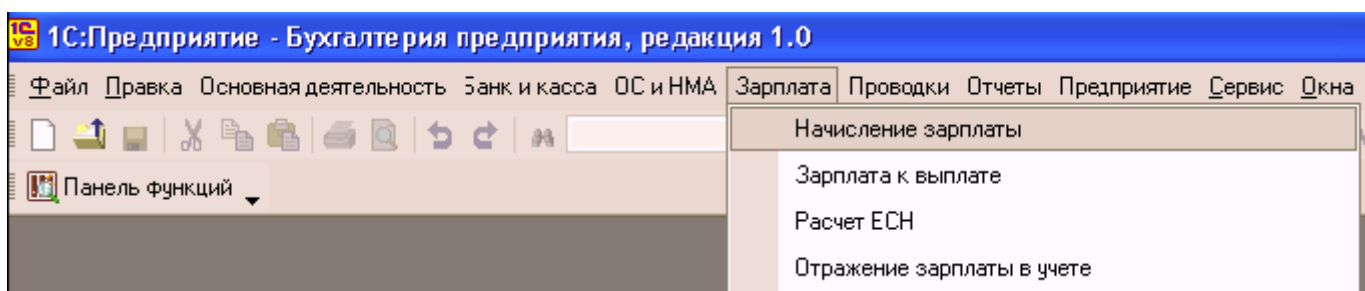 1С:Предприятие - Бухгалтерия предприятия, редакция 1.0
Файл Правка Основная деятельность Банк и касса ОС и НМА Зарплата Проводки Отчеты Предприятие Сервис Окна
Начисление зарплаты
Зарплата к выплате
Панель функций
Расчет ЕСН
Отражение зарплаты в учете